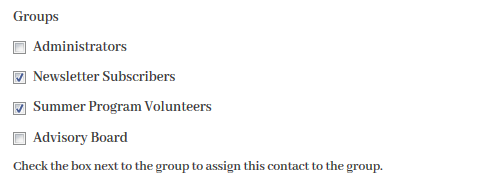 Groups
Administrators
Newsletter Subscribers
Summer Program Volunteers
Advisory Board
Check the box next to the group to assign this contact to the group.